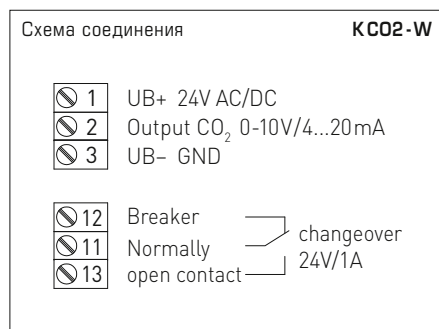 Схема соединения KCO2-W
1 UB+ 24V AC/DC
2 Output CO₂ 0-10V/4...20mA
3 UB– GND
12 Breaker
11 Normally
13 open contact
changeover
24V/1A